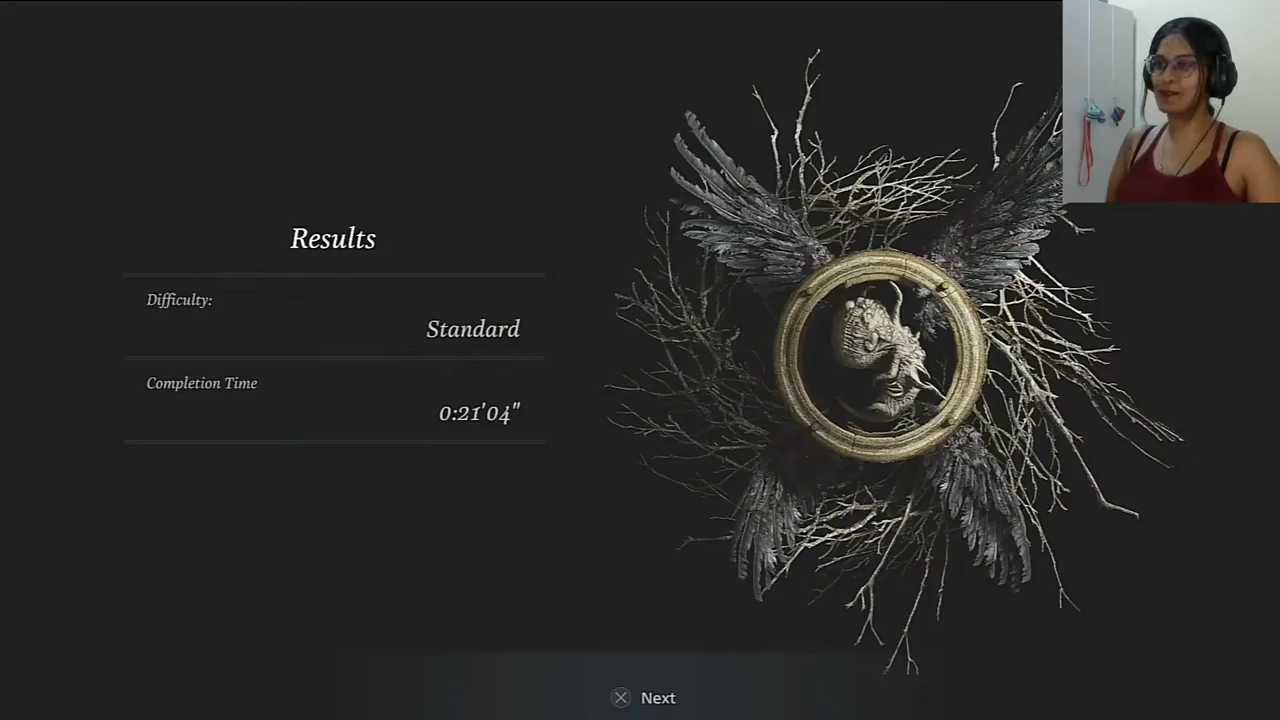 Results
Difficulty:
Standard
Completion Time
0:21'04"
Next